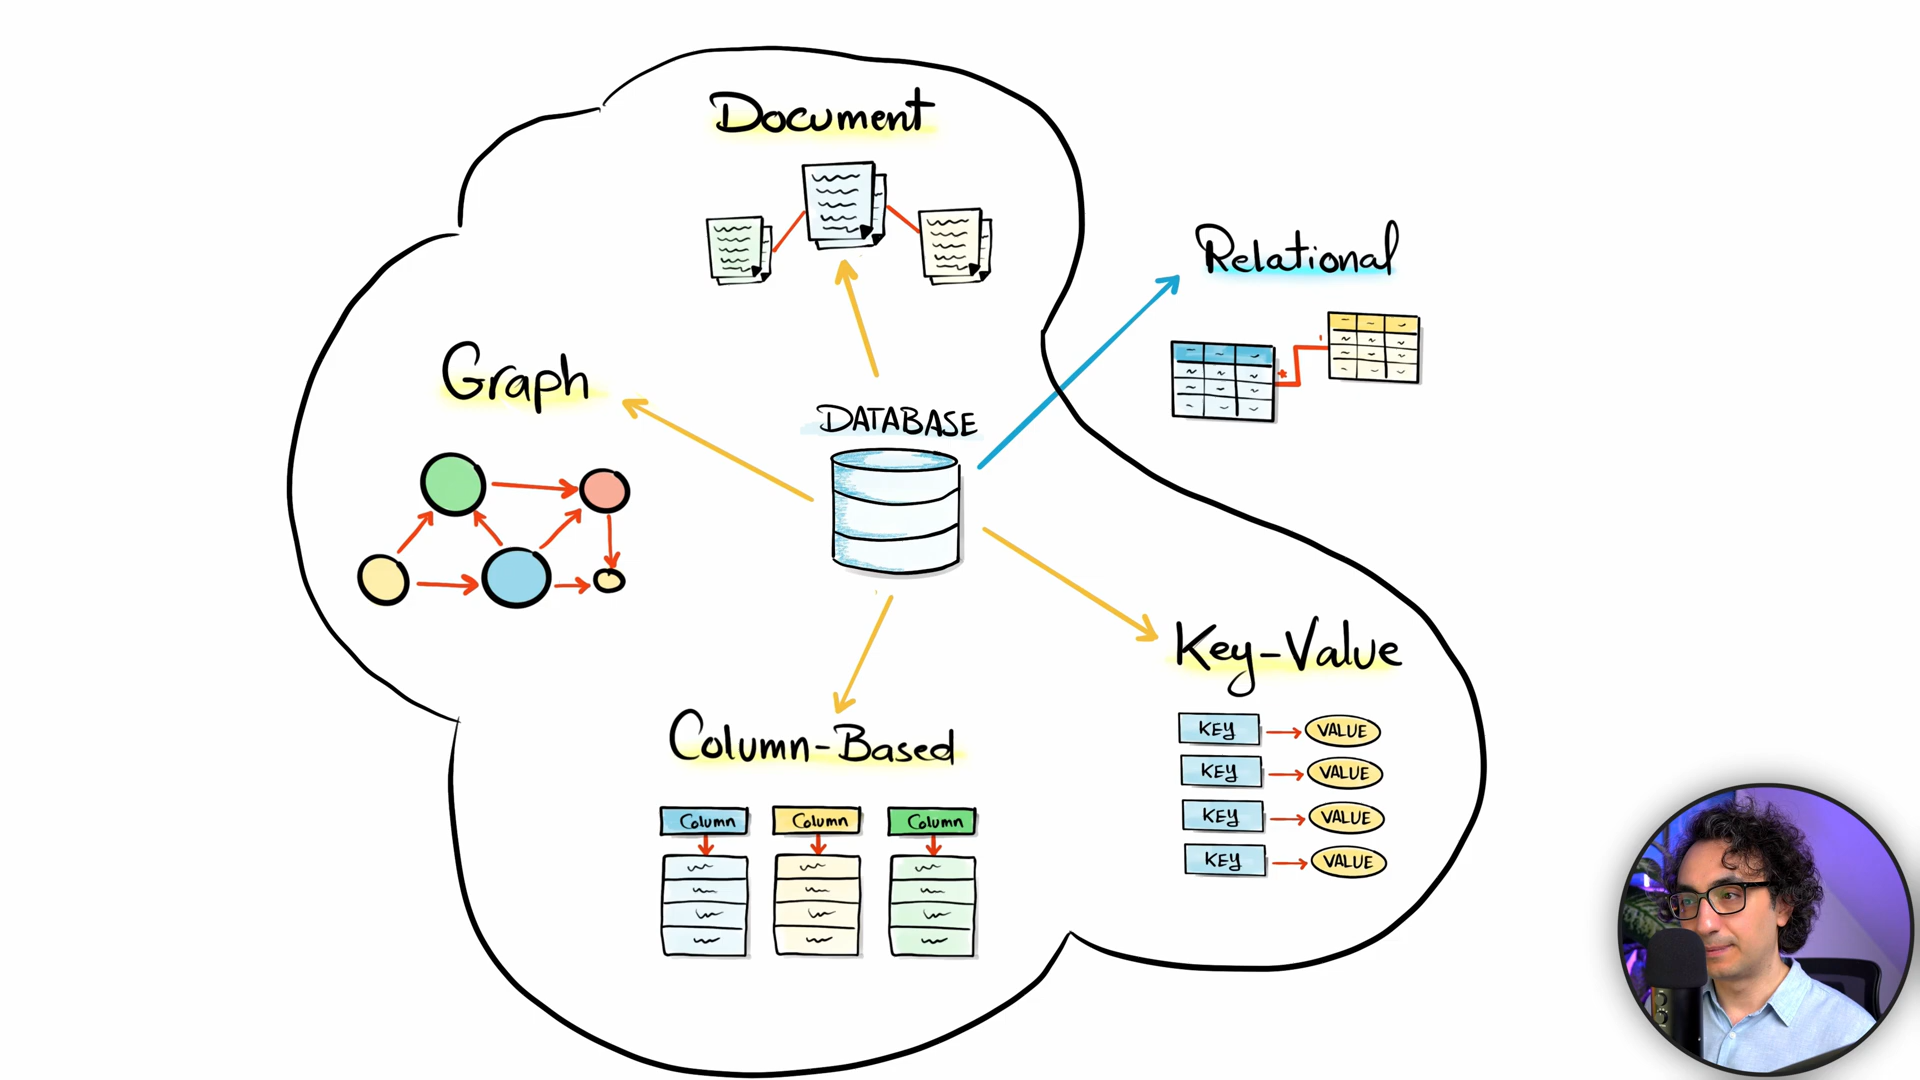 Document
Relational
Graph
DATABASE
Key-Value
KEY VALUE
KEY VALUE
KEY VALUE
KEY VALUE
Column-Based
Column Column Column